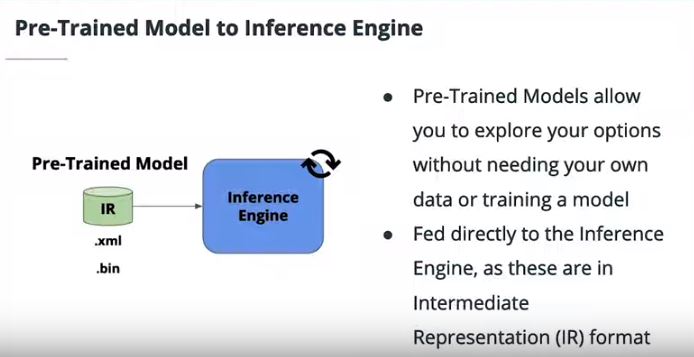 Pre-Trained Model to Inference Engine
Pre-Trained Model
IR
.xml
.bin
Inference
Engine
● Pre-Trained Models allow
you to explore your options
without needing your own
data or training a model
● Fed directly to the Inference
Engine, as these are in
Intermediate
Representation (IR) format